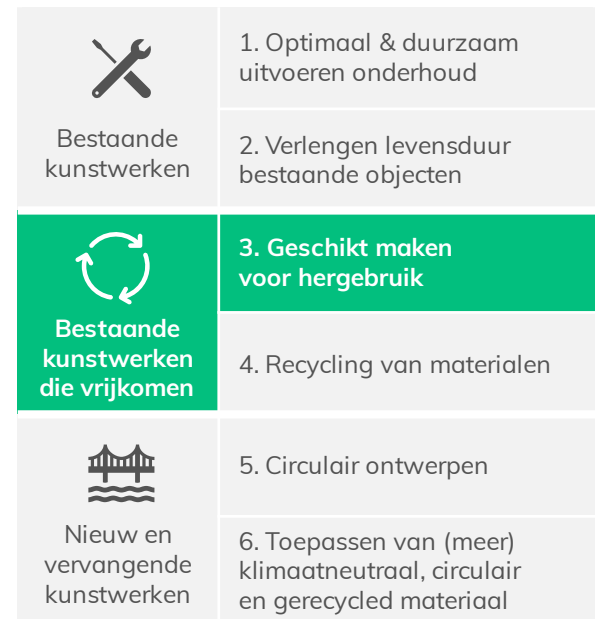 Bestaande
kunstwerken
1. Optimaal & duurzaam
uitvoeren onderhoud
2. Verlengen levensduur
bestaande objecten
Bestaande
kunstwerken
die vrijkomen
3. Geschikt maken
voor hergebruik
4. Recycling van materialen
Nieuw en
vervangende
kunstwerken
5. Circulair ontwerpen
6. Toepassen van (meer)
klimaatneutraal, circulair
en gerecycled materiaal